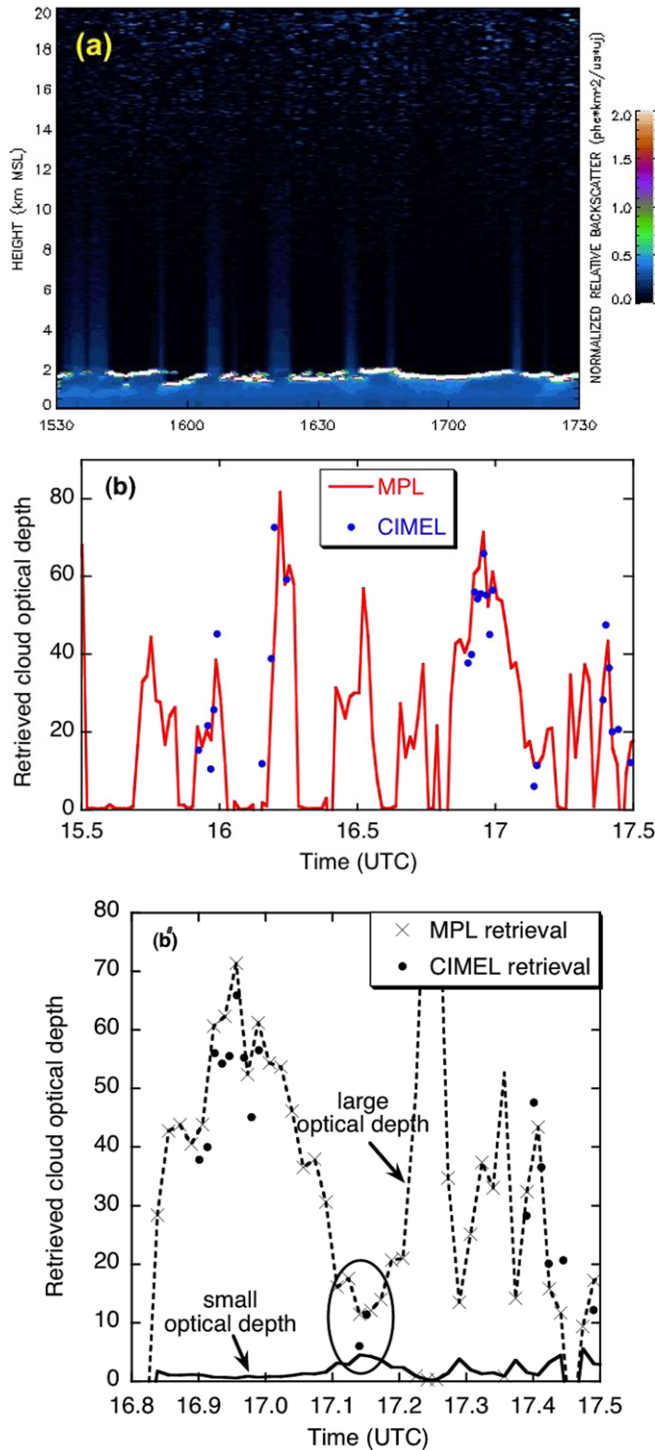 (a)
20
18
16
14
12
10
8
6
4
2
0
HEIGHT (km MSL)
1530 1600 1630 1700 1730
NORMALIZED RELATIVE BACKSCATTER (phe*km^2/us*uj)
2.0
1.5
1.0
0.5
0.0
(b)
MPL
CIMEL
80
60
40
20
0
Retrieved cloud optical depth
15.5 16 16.5 17 17.5
Time (UTC)
(b")
MPL retrieval
CIMEL retrieval
80
70
60
50
40
30
20
10
0
Retrieved cloud optical depth
large
optical depth
small
optical depth
16.8 16.9 17.0 17.1 17.2 17.3 17.4 17.5
Time (UTC)